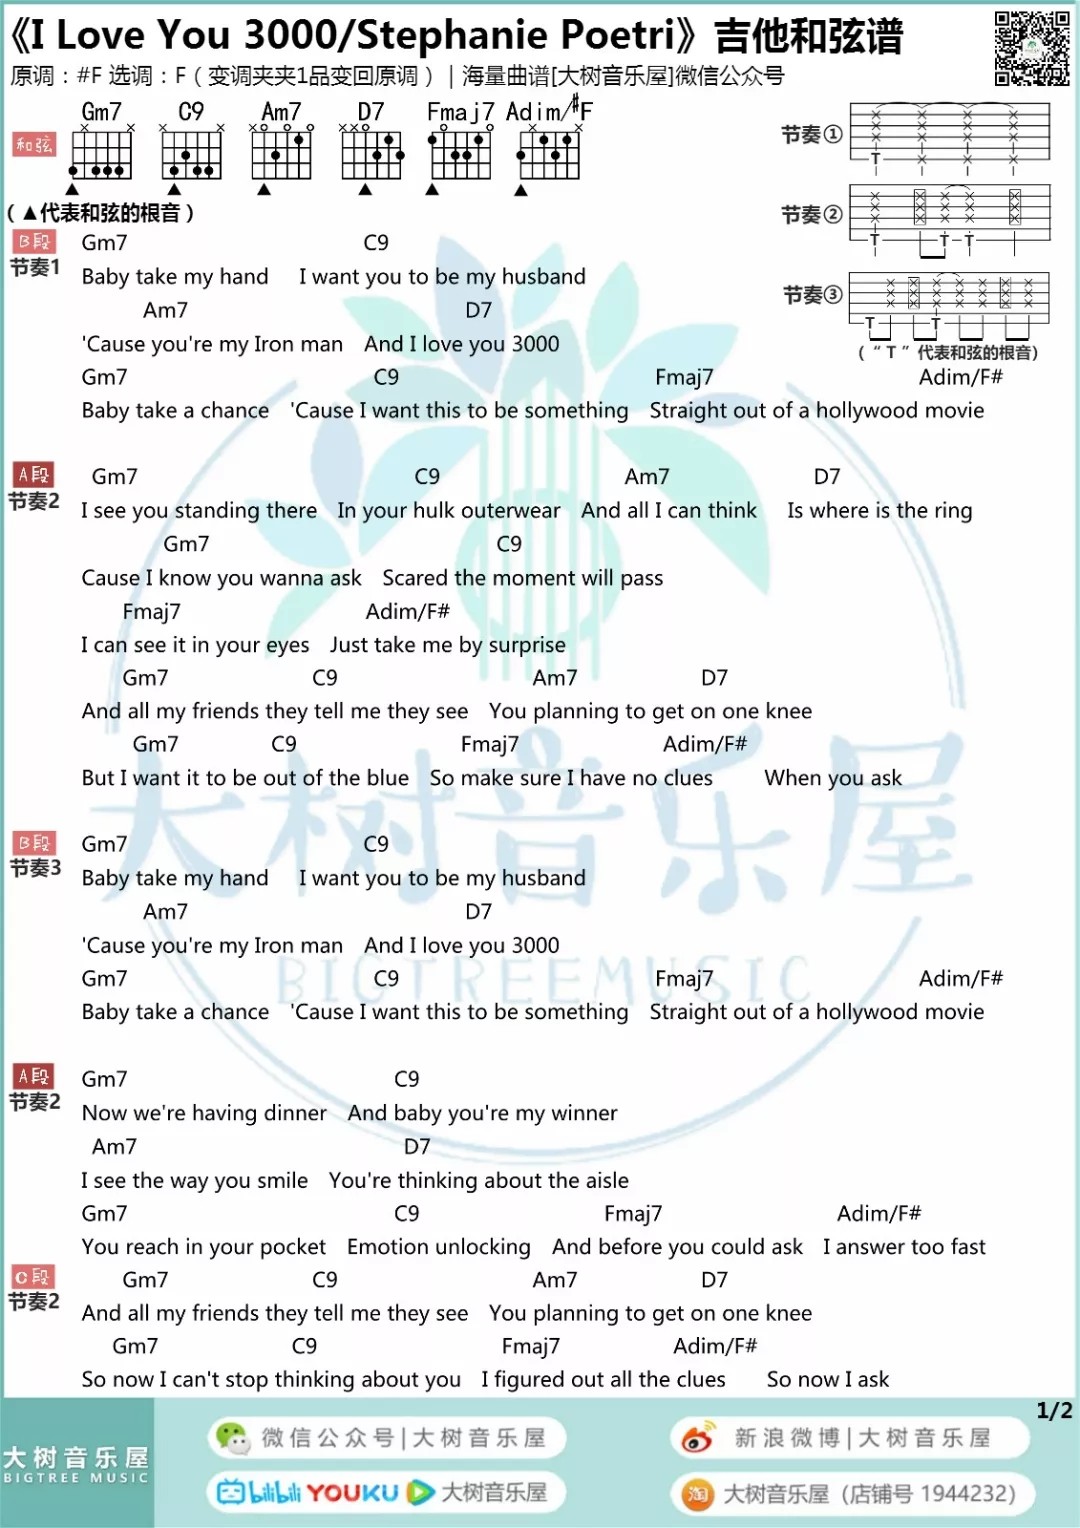 《I Love You 3000/Stephanie Poetri》吉他和弦谱
原调：#F 选调：F（变调夹夹1品变回原调）｜海量曲谱[大树音乐屋]微信公众号
和弦 Gm7 C9 Am7 D7 Fmaj7 Adim/#F
节奏①
T
节奏②
T T T
节奏③
T T
(“T”代表和弦的根音)
(▲代表和弦的根音)
B段
节奏1
Gm7 C9
Baby take my hand I want you to be my husband
Am7 D7
'Cause you're my Iron man And I love you 3000
Gm7 C9 Fmaj7 Adim/F#
Baby take a chance 'Cause I want this to be something Straight out of a hollywood movie
A段
节奏2
Gm7 C9 Am7 D7
I see you standing there In your hulk outerwear And all I can think Is where is the ring
Gm7 C9
Cause I know you wanna ask Scared the moment will pass
Fmaj7 Adim/F#
I can see it in your eyes Just take me by surprise
Gm7 C9 Am7 D7
And all my friends they tell me they see You planning to get on one knee
Gm7 C9 Fmaj7 Adim/F#
But I want it to be out of the blue So make sure I have no clues When you ask
B段
节奏3
Gm7 C9
Baby take my hand I want you to be my husband
Am7 D7
'Cause you're my Iron man And I love you 3000
Gm7 C9 Fmaj7 Adim/F#
Baby take a chance 'Cause I want this to be something Straight out of a hollywood movie
A段
节奏2
Gm7 C9
Now we're having dinner And baby you're my winner
Am7 D7
I see the way you smile You're thinking about the aisle
Gm7 C9 Fmaj7 Adim/F#
You reach in your pocket Emotion unlocking And before you could ask I answer too fast
C段
节奏2
Gm7 C9 Am7 D7
And all my friends they tell me they see You planning to get on one knee
Gm7 C9 Fmaj7 Adim/F#
So now I can't stop thinking about you I figured out all the clues So now I ask
大树音乐屋
BIGTREEMUSIC
1/2
大树音乐屋
BIGTREE MUSIC
微信公众号|大树音乐屋
新浪微博|大树音乐屋
bilibili YOUKU 大树音乐屋
淘 大树音乐屋（店铺号 1944232）